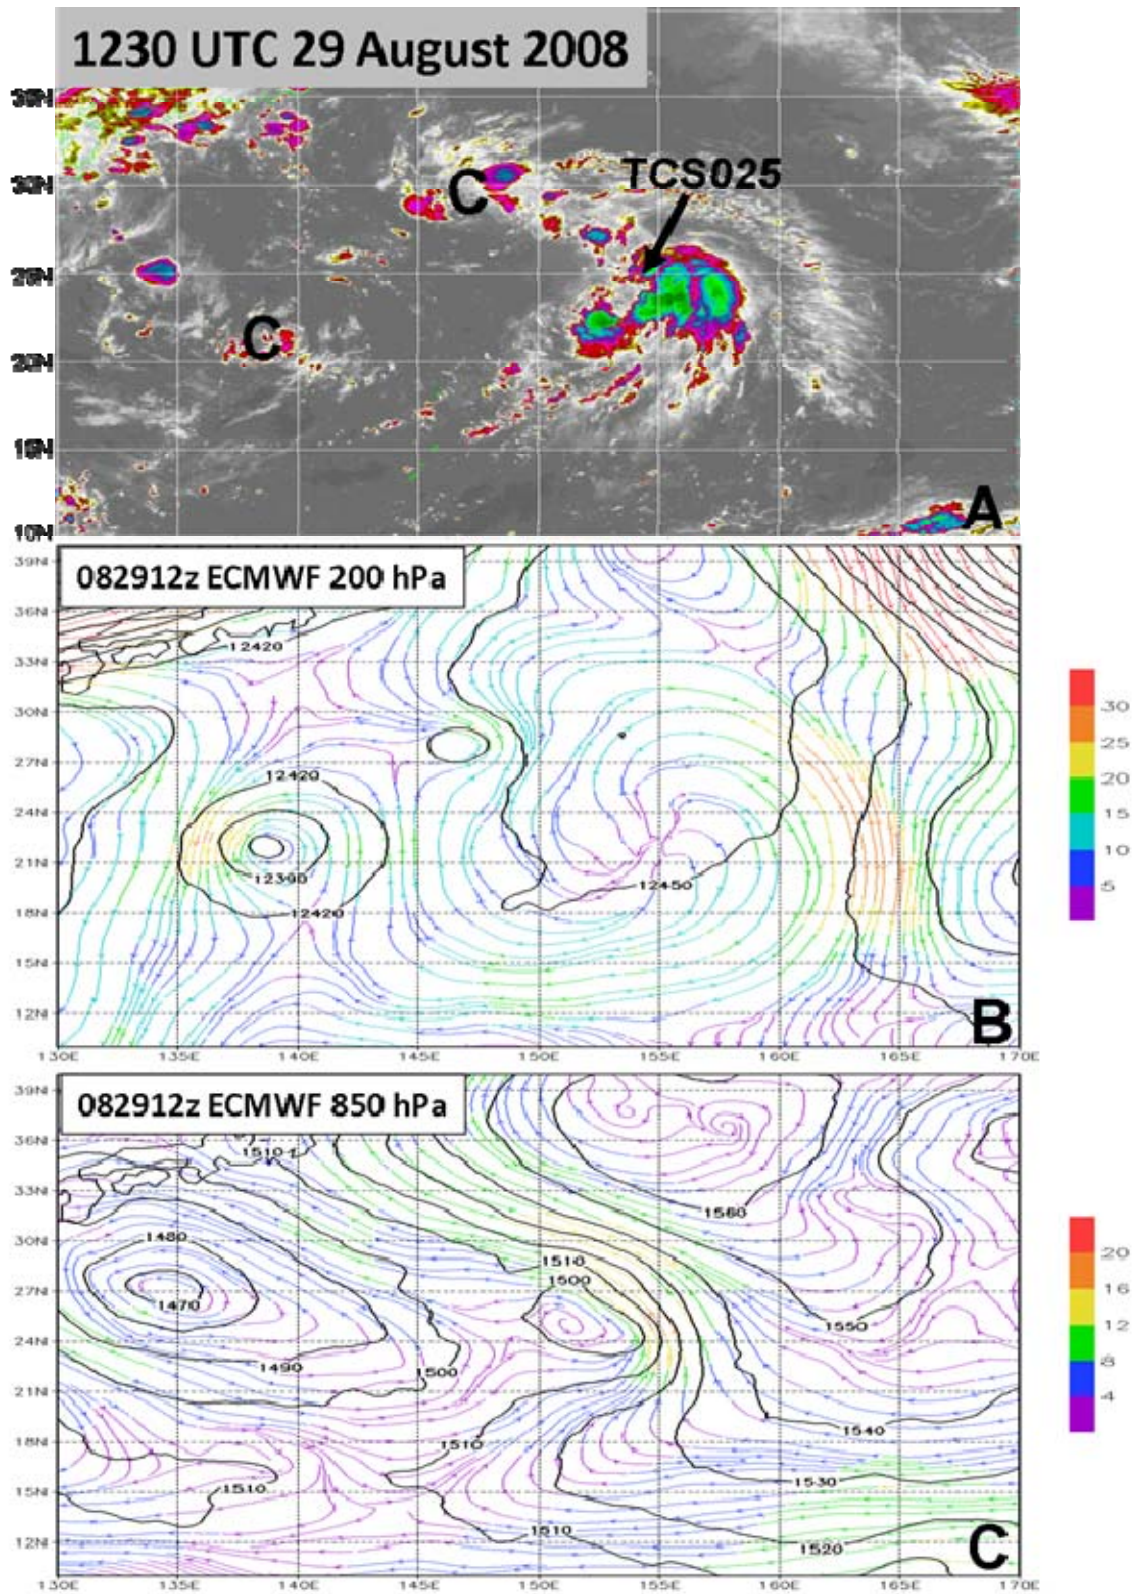 1230 UTC 29 August 2008
35N
30N
TCS025
C
25N
C
20N
15N
10N
A
082912z ECMWF 200 hPa
39N
36N
12420
33N
30N
30
27N
25
12420
24N
20
15
21N
12390
12450
10
18N
12420
5
15N
12N
B
130E 135E 140E 145E 150E 155E 160E 165E 170E
082912z ECMWF 850 hPa
39N
36N
1510
33N
1560
30N
1480
1510
20
27N
1500
16
1470
1550
12
24N
1490
1500
8
21N
4
1540
18N
1510
1530
15N
1510
1510
12N
1520
C
130E 135E 140E 145E 150E 155E 160E 165E 170E